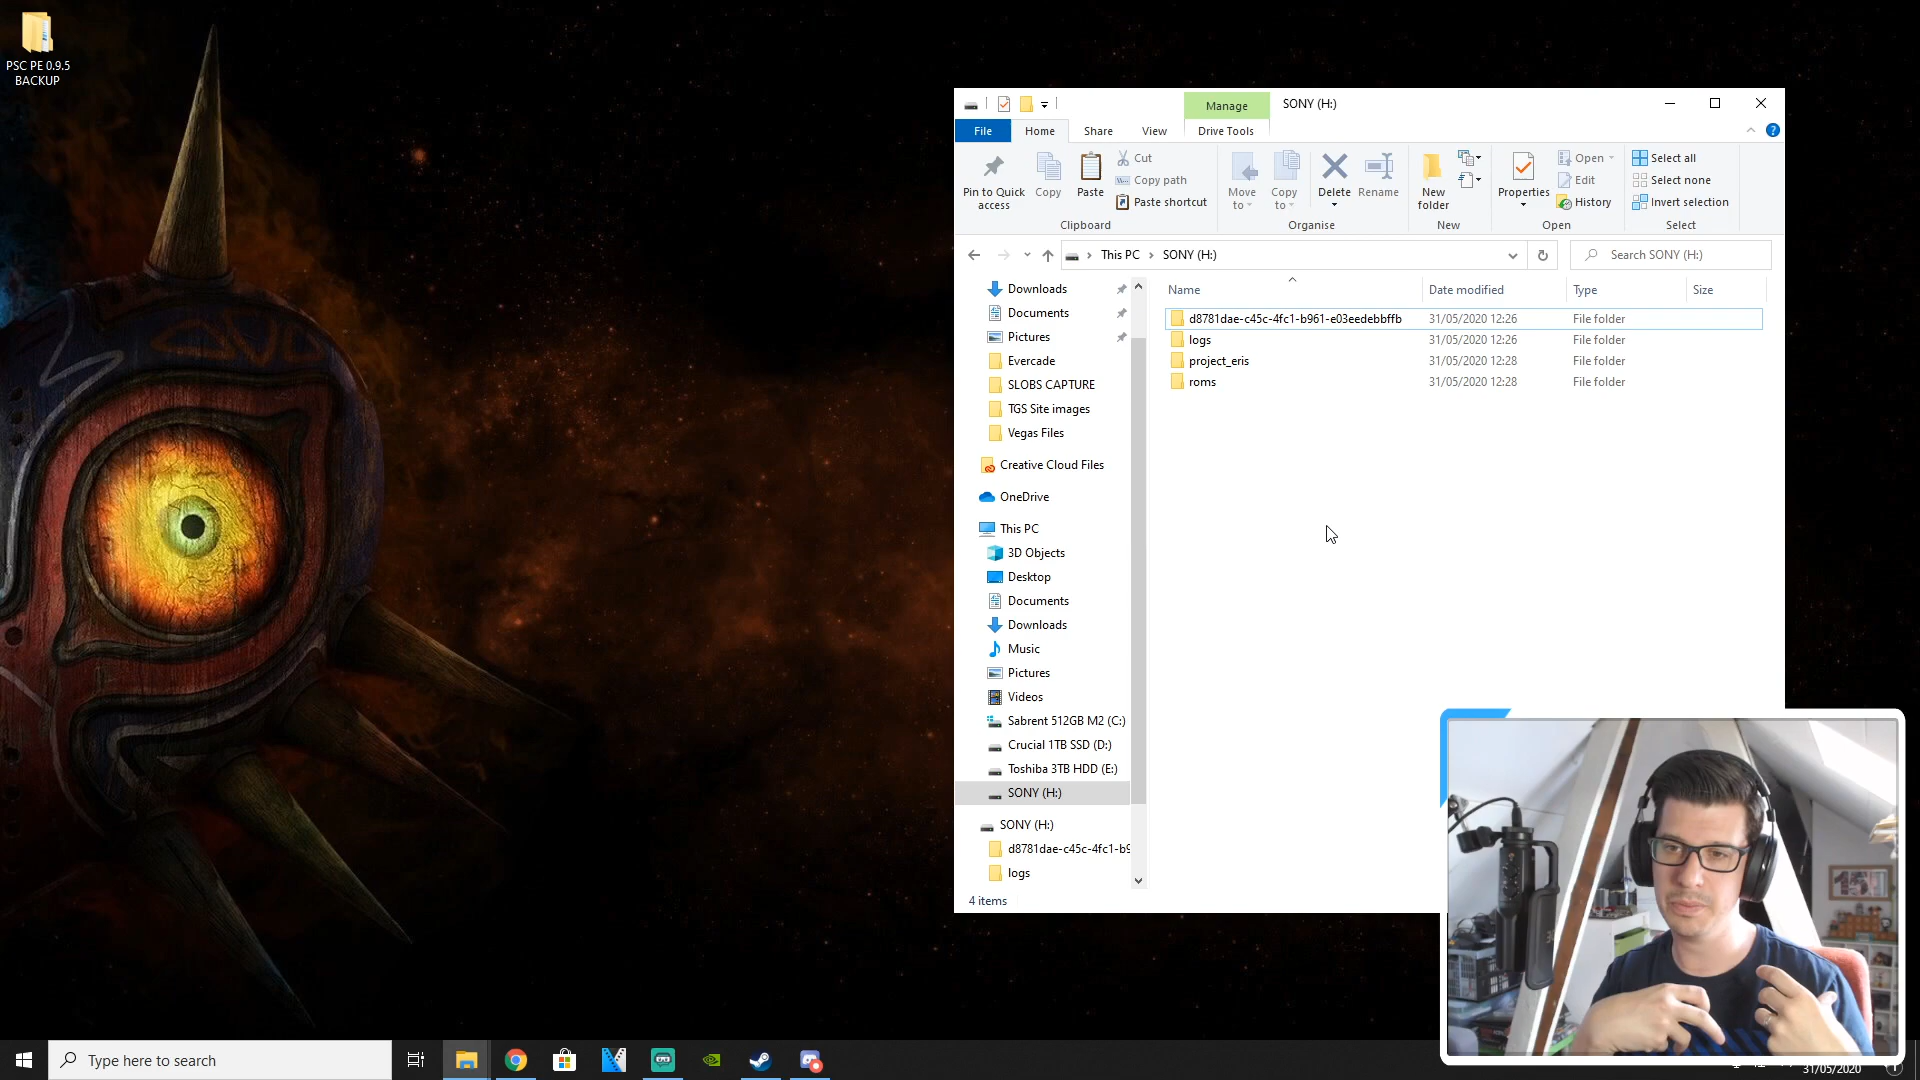 PSC PE 0.9.5
BACKUP
Manage
SONY (H:)
File
Home
Share
View
Drive Tools
Pin to Quick
access
Copy
Paste
Cut
Copy path
Paste shortcut
Move
to
Copy
to
Delete
Rename
New
folder
Properties
Open
Edit
History
Select all
Select none
Invert selection
Clipboard
Organise
New
Open
Select
This PC
SONY (H:)
Search SONY (H:)
Downloads
Documents
Pictures
Evercade
SLOBS CAPTURE
TGS Site images
Vegas Files
Creative Cloud Files
OneDrive
This PC
3D Objects
Desktop
Documents
Downloads
Music
Pictures
Videos
Sabrent 512GB M2 (C:)
Crucial 1TB SSD (D:)
Toshiba 3TB HDD (E:)
SONY (H:)
SONY (H:)
d8781dae-c45c-4fc1-b9
logs
Name
Date modified
Type
Size
d8781dae-c45c-4fc1-b961-e03eedebbffb
31/05/2020 12:26
File folder
logs
31/05/2020 12:26
File folder
project_eris
31/05/2020 12:28
File folder
roms
31/05/2020 12:28
File folder
4 items
Type here to search
31/05/2020